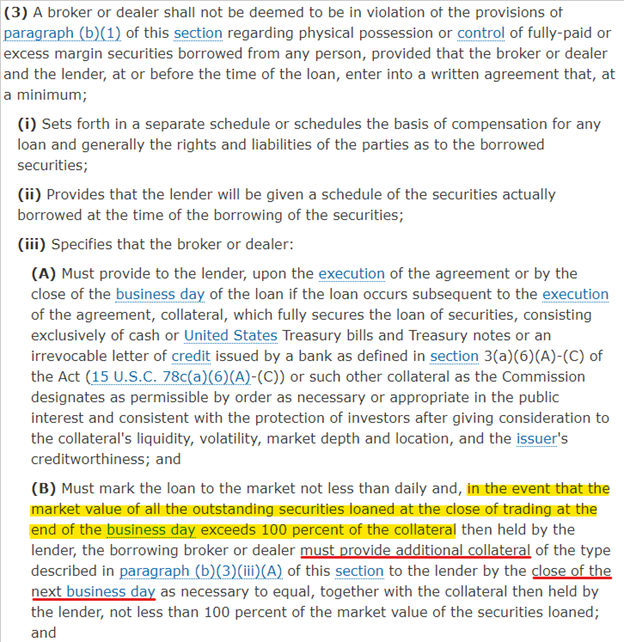 (3) A broker or dealer shall not be deemed to be in violation of the provisions of
paragraph (b)(1) of this section regarding physical possession or control of fully-paid or
excess margin securities borrowed from any person, provided that the broker or dealer
and the lender, at or before the time of the loan, enter into a written agreement that, at
a minimum;
(i) Sets forth in a separate schedule or schedules the basis of compensation for any
loan and generally the rights and liabilities of the parties as to the borrowed
securities;
(ii) Provides that the lender will be given a schedule of the securities actually
borrowed at the time of the borrowing of the securities;
(iii) Specifies that the broker or dealer:
(A) Must provide to the lender, upon the execution of the agreement or by the
close of the business day of the loan if the loan occurs subsequent to the execution
of the agreement, collateral, which fully secures the loan of securities, consisting
exclusively of cash or United States Treasury bills and Treasury notes or an
irrevocable letter of credit issued by a bank as defined in section 3(a)(6)(A)-(C) of
the Act (15 U.S.C. 78c(a)(6)(A)-(C)) or such other collateral as the Commission
designates as permissible by order as necessary or appropriate in the public
interest and consistent with the protection of investors after giving consideration to
the collateral's liquidity, volatility, market depth and location, and the issuer's
creditworthiness; and
(B) Must mark the loan to the market not less than daily and, in the event that the
market value of all the outstanding securities loaned at the close of trading at the
end of the business day exceeds 100 percent of the collateral then held by the
lender, the borrowing broker or dealer must provide additional collateral of the type
described in paragraph (b)(3)(iii)(A) of this section to the lender by the close of the
next business day as necessary to equal, together with the collateral then held by
the lender, not less than 100 percent of the market value of the securities loaned;
and